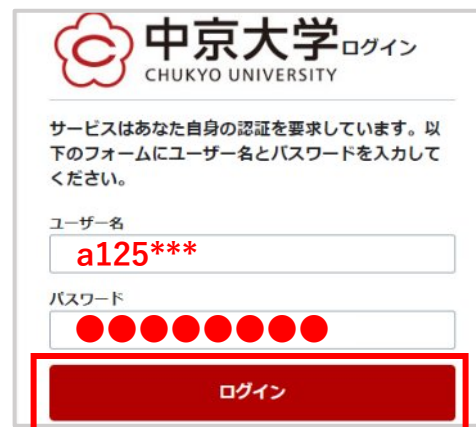 中京大学ログイン
CHUKYO UNIVERSITY
サービスはあなた自身の認証を要求しています。以
下のフォームにユーザー名とパスワードを入力して
ください。
ユーザー名
a125***
パスワード
●●●●●●●●
ログイン